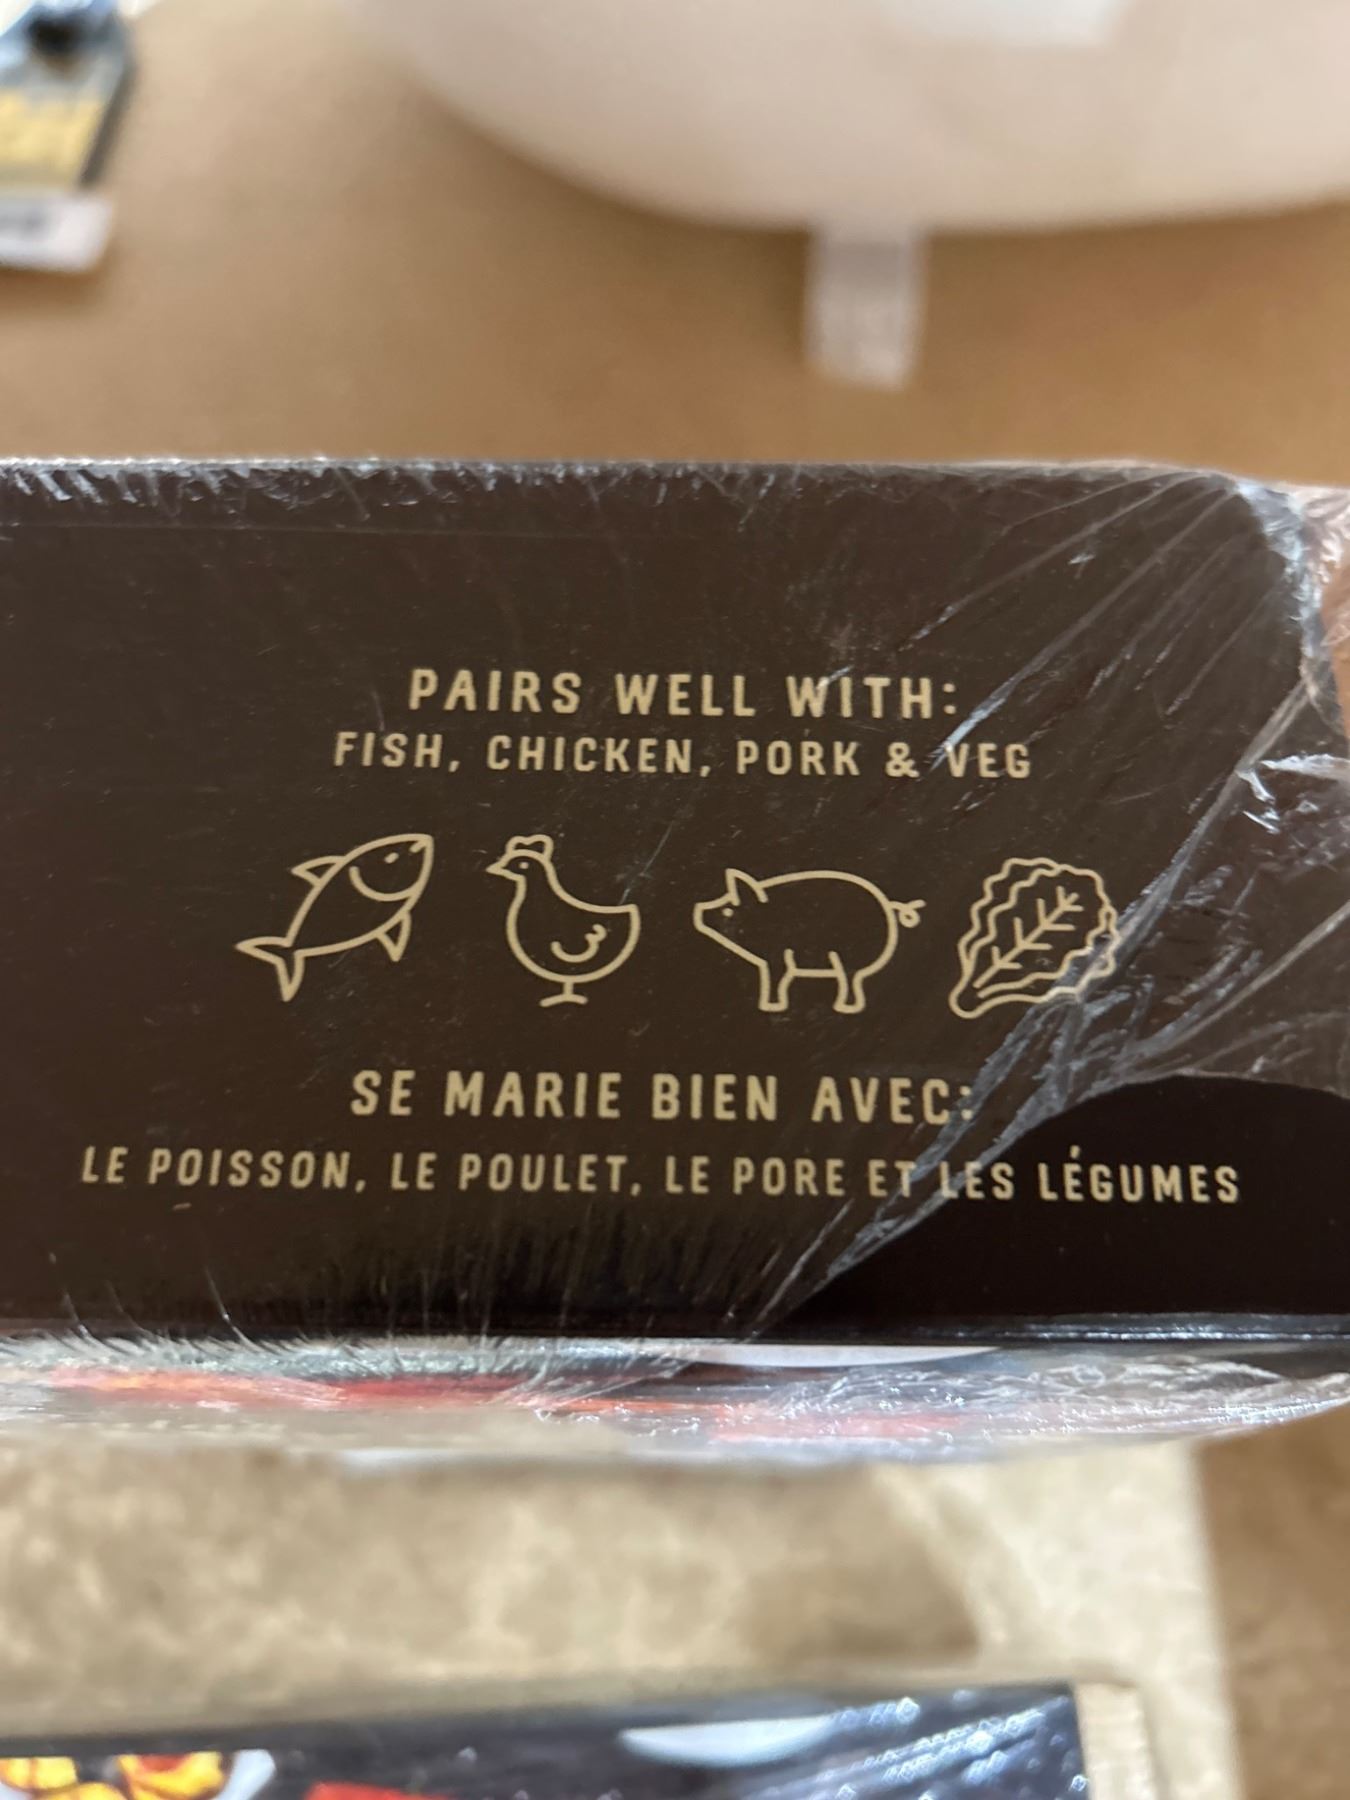 PAIRS WELL WITH:
FISH, CHICKEN, PORK & VEG
SE MARIE BIEN AVEC:
LE POISSON, LE POULET, LE PORE ET LES LÉGUMES